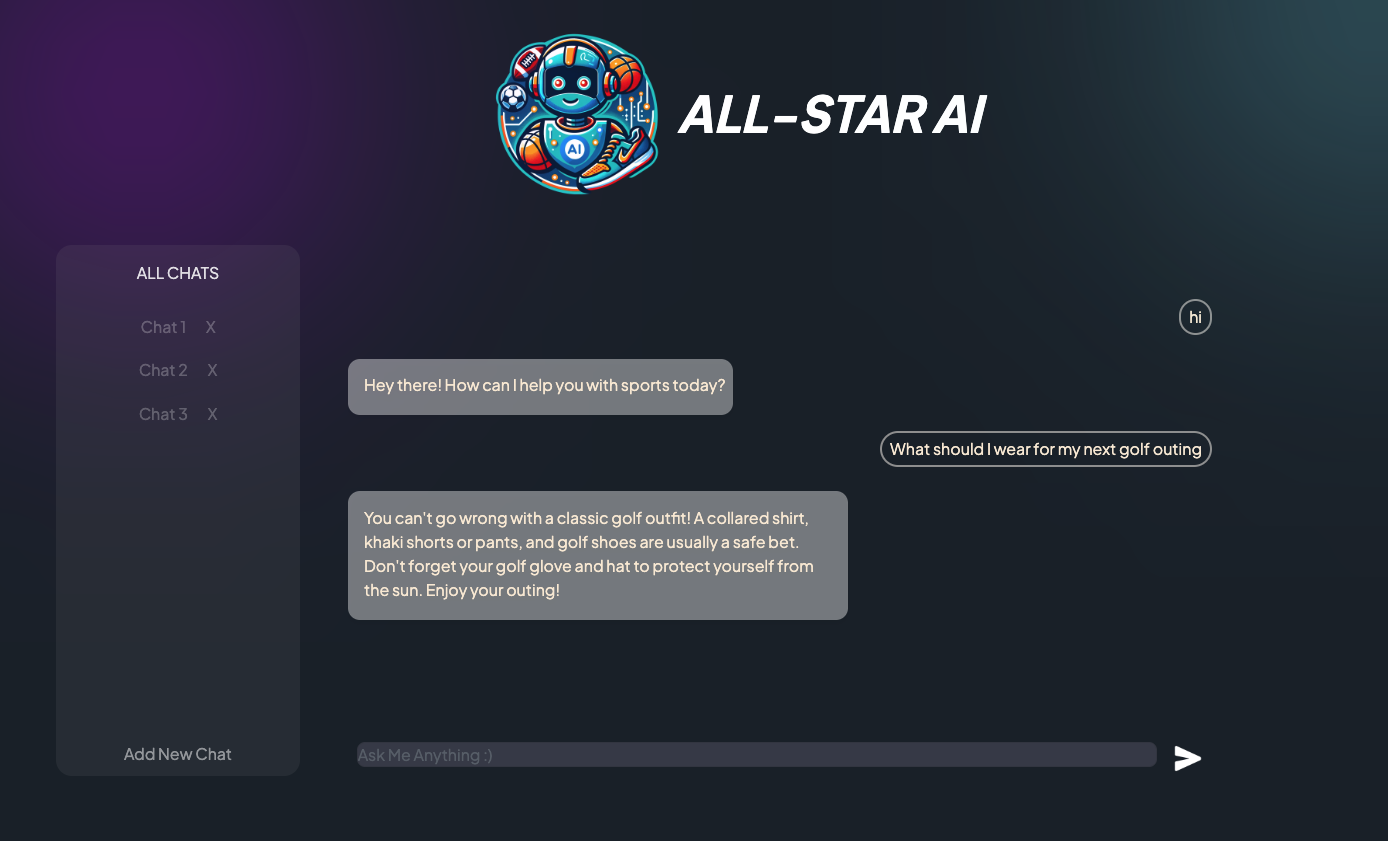 ALL-STAR AI
AI
ALL CHATS
Chat 1 X
Chat 2 X
Chat 3 X
Add New Chat
hi
Hey there! How can I help you with sports today?
What should I wear for my next golf outing
You can't go wrong with a classic golf outfit! A collared shirt,
khaki shorts or pants, and golf shoes are usually a safe bet.
Don't forget your golf glove and hat to protect yourself from
the sun. Enjoy your outing!
Ask Me Anything :)